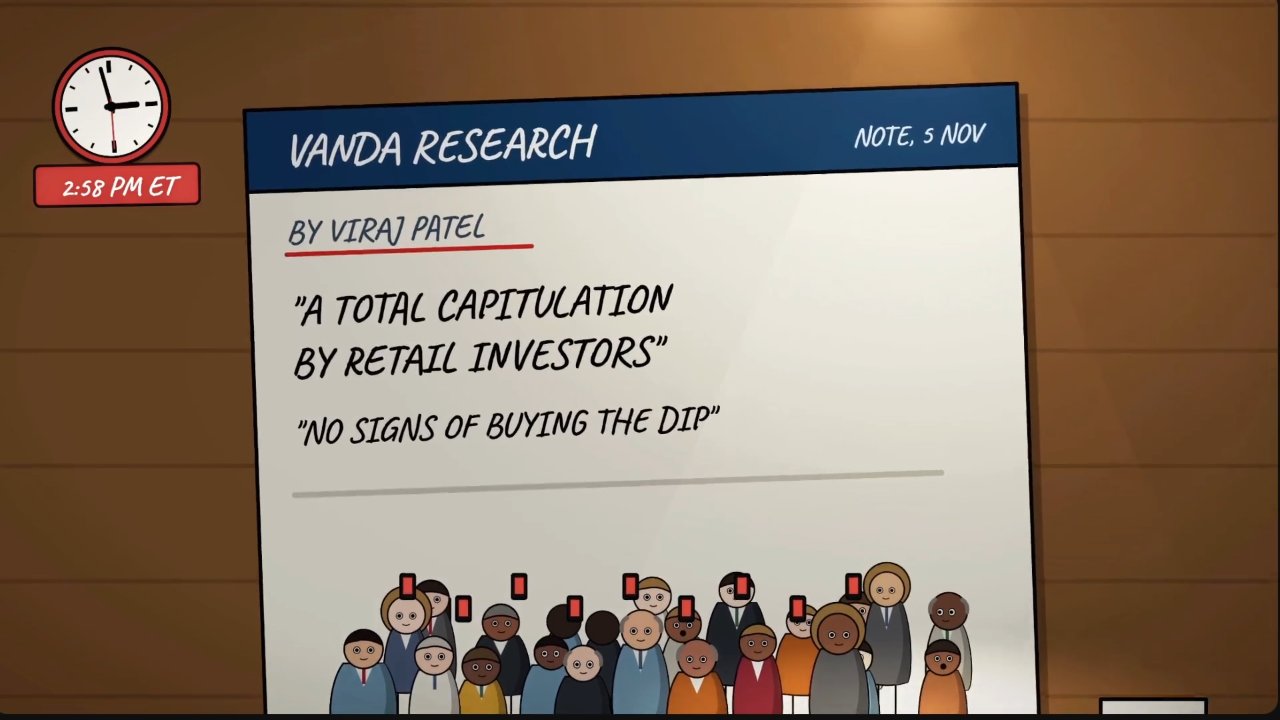 2:58 PM ET
VANDA RESEARCH
NOTE, 5 NOV
BY VIRAJ PATEL
"A TOTAL CAPITULATION
BY RETAIL INVESTORS"
"NO SIGNS OF BUYING THE DIP"